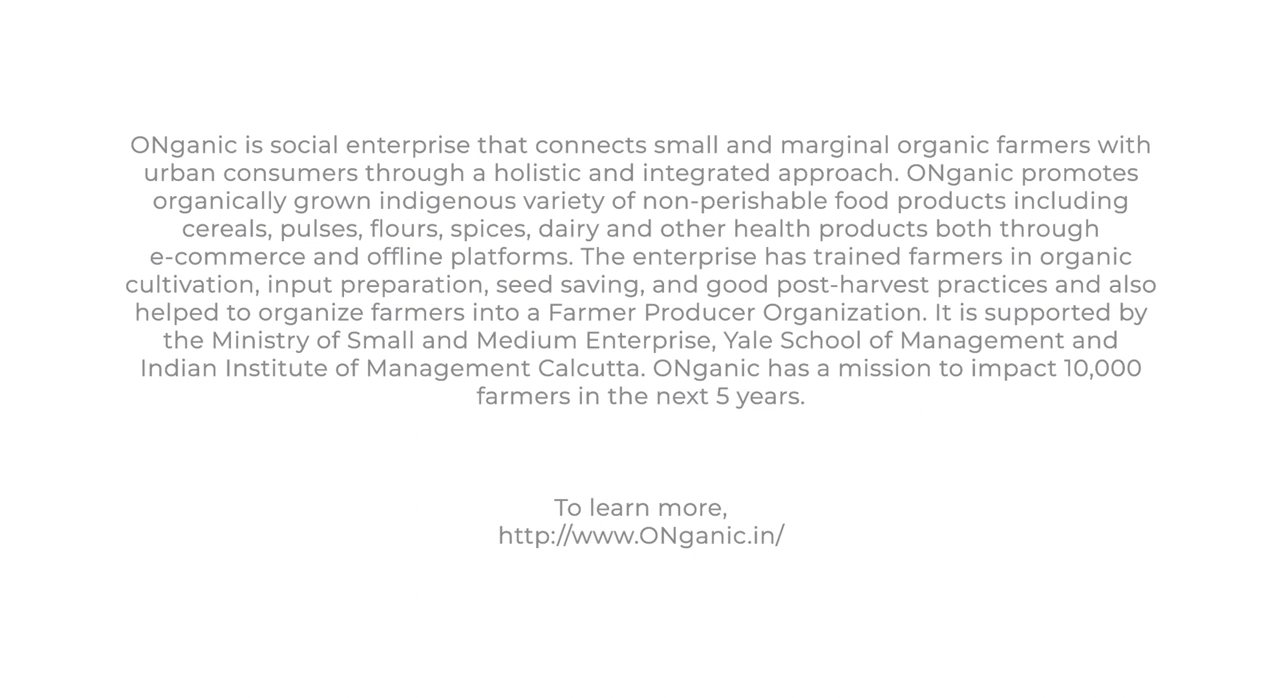 ONganic is social enterprise that connects small and marginal organic farmers with
urban consumers through a holistic and integrated approach. ONganic promotes
organically grown indigenous variety of non-perishable food products including
cereals, pulses, flours, spices, dairy and other health products both through
e-commerce and offline platforms. The enterprise has trained farmers in organic
cultivation, input preparation, seed saving, and good post-harvest practices and also
helped to organize farmers into a Farmer Producer Organization. It is supported by
the Ministry of Small and Medium Enterprise, Yale School of Management and
Indian Institute of Management Calcutta. ONganic has a mission to impact 10,000
farmers in the next 5 years.
To learn more,
http://www.ONganic.in/